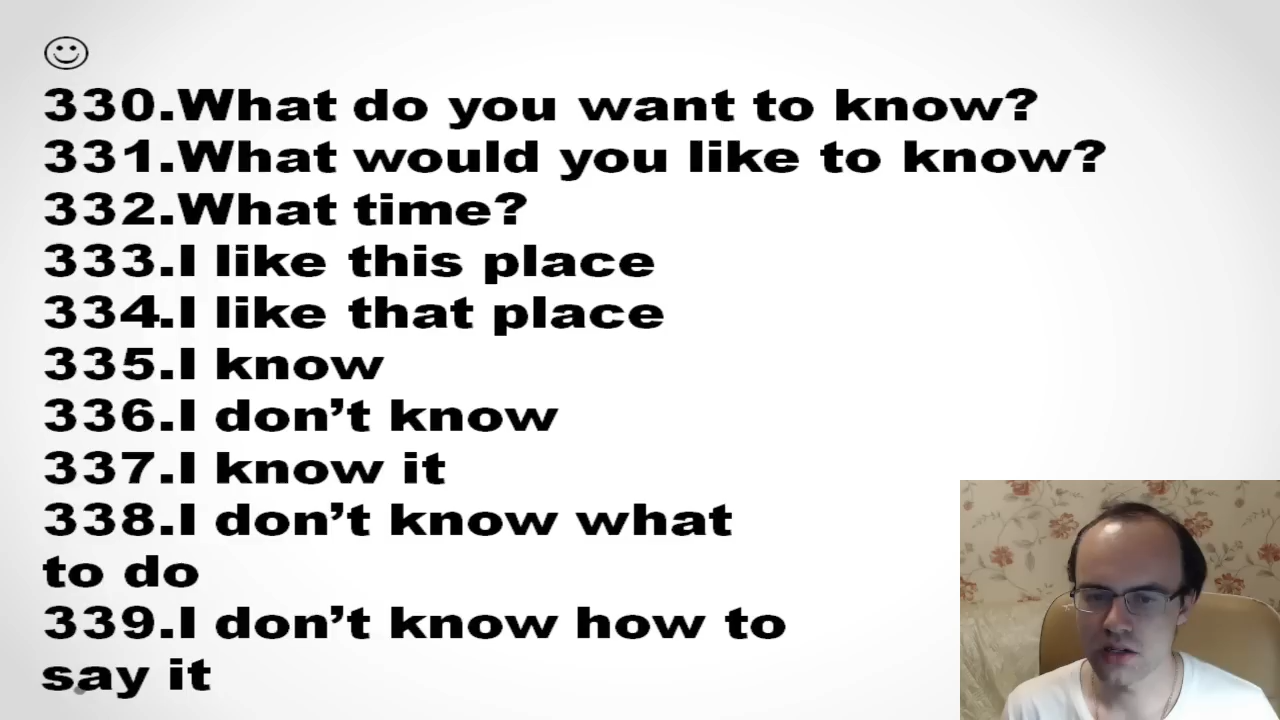 330.What do you want to know?
331.What would you like to know?
332.What time?
333.I like this place
334.I like that place
335.I know
336.I don’t know
337.I know it
338.I don’t know what
to do
339.I don’t know how to
say it